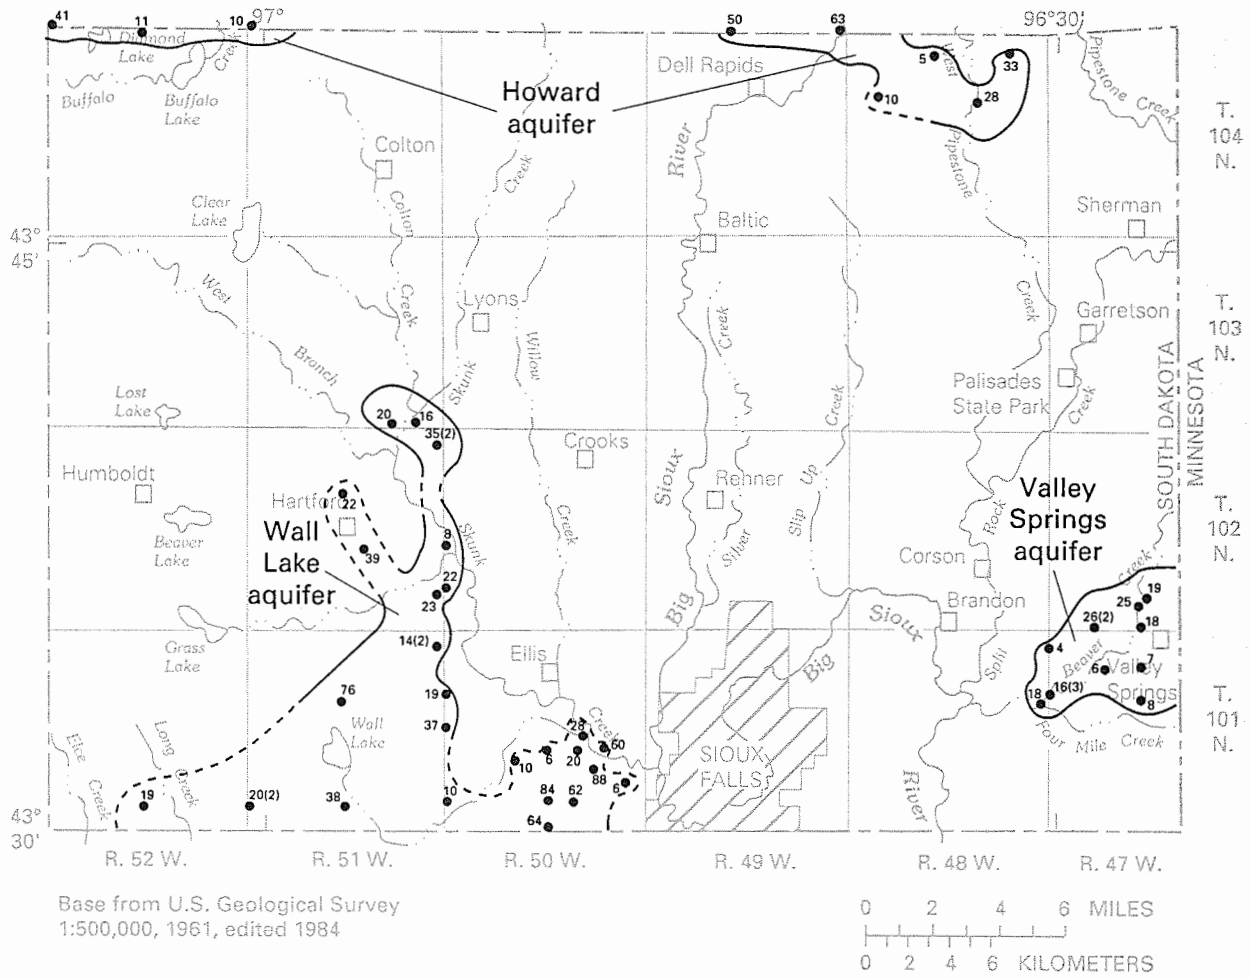 41
11
10
97°
50
63
96°30'
Diamond
Lake
Creek
Buffalo
Buffalo
Lake
Howard
aquifer
Dell Rapids
10
5
West
33
28
Pipestone Creek
T.
104
N.
River
Pipestone
Colton
Colton
Creek
Clear
Lake
Baltic
Sherman
43°
45'
West
Branch
Creek
Lyons
Willow
Skunk
Creek
Creek
Creek
Garretson
T.
103
N.
Palisades
State Park
Creek
SOUTH DAKOTA
MINNESOTA
Lost
Lake
20
16
35(2)
Crooks
Humboldt
Hartford
22
Wall
Lake
aquifer
39
8
Skunk
Creek
Sioux
Renner
Silver
Slip Up
Rock
Valley
Springs
aquifer
T.
102
N.
Beaver
Lake
Corson
22
23
Big
Sioux
Brandon
Creek
19
25
18
26(2)
Grass
Lake
14(2)
Ellis
Big
Split
4
Beaver
6
7
Valley
Springs
76
19
37
Wall
Lake
18
16(3)
8
T.
101
N.
Four Mile Creek
Creek
28
60
6
20
10
88
6
SIOUX
FALLS
Long
Creek
Creek
River
19
20(2)
38
10
84
62
64
43°
30'
R. 52 W.
R. 51 W.
R. 50 W.
R. 49 W.
R. 48 W.
R. 47 W.
Base from U.S. Geological Survey
1:500,000, 1961, edited 1984
0 2 4 6 MILES
0 2 4 6 KILOMETERS